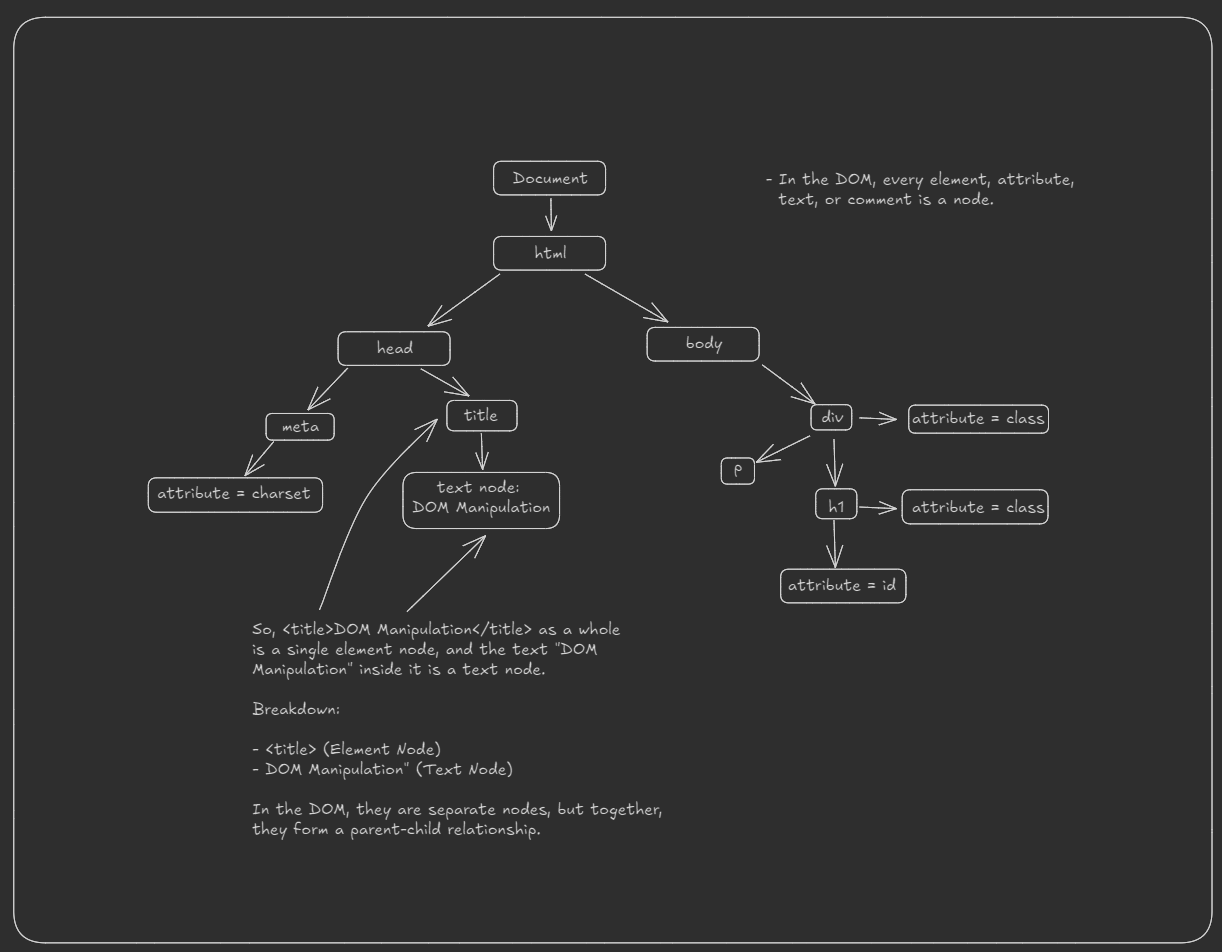 Document
- In the DOM, every element, attribute,
text, or comment is a node.
html
head
body
meta
title
div
attribute = class
p
attribute = charset
text node:
DOM Manipulation
h1
attribute = class
attribute = id
So, <title>DOM Manipulation</title> as a whole
is a single element node, and the text "DOM
Manipulation" inside it is a text node.
Breakdown:
- <title> (Element Node)
- DOM Manipulation" (Text Node)
In the DOM, they are separate nodes, but together,
they form a parent-child relationship.